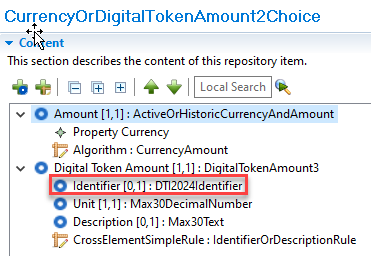 CurrencyOrDigitalTokenAmount2Choice
Content
This section describes the content of this repository item.
Local Search
Amount [1,1] : ActiveOrHistoricCurrencyAndAmount
Property Currency
Algorithm : CurrencyAmount
Digital Token Amount [1,1] : DigitalTokenAmount3
Identifier [0,1] : DTI2024Identifier
Unit [1,1] : Max30DecimalNumber
Description [0,1] : Max30Text
CrossElementSimpleRule : IdentifierOrDescriptionRule